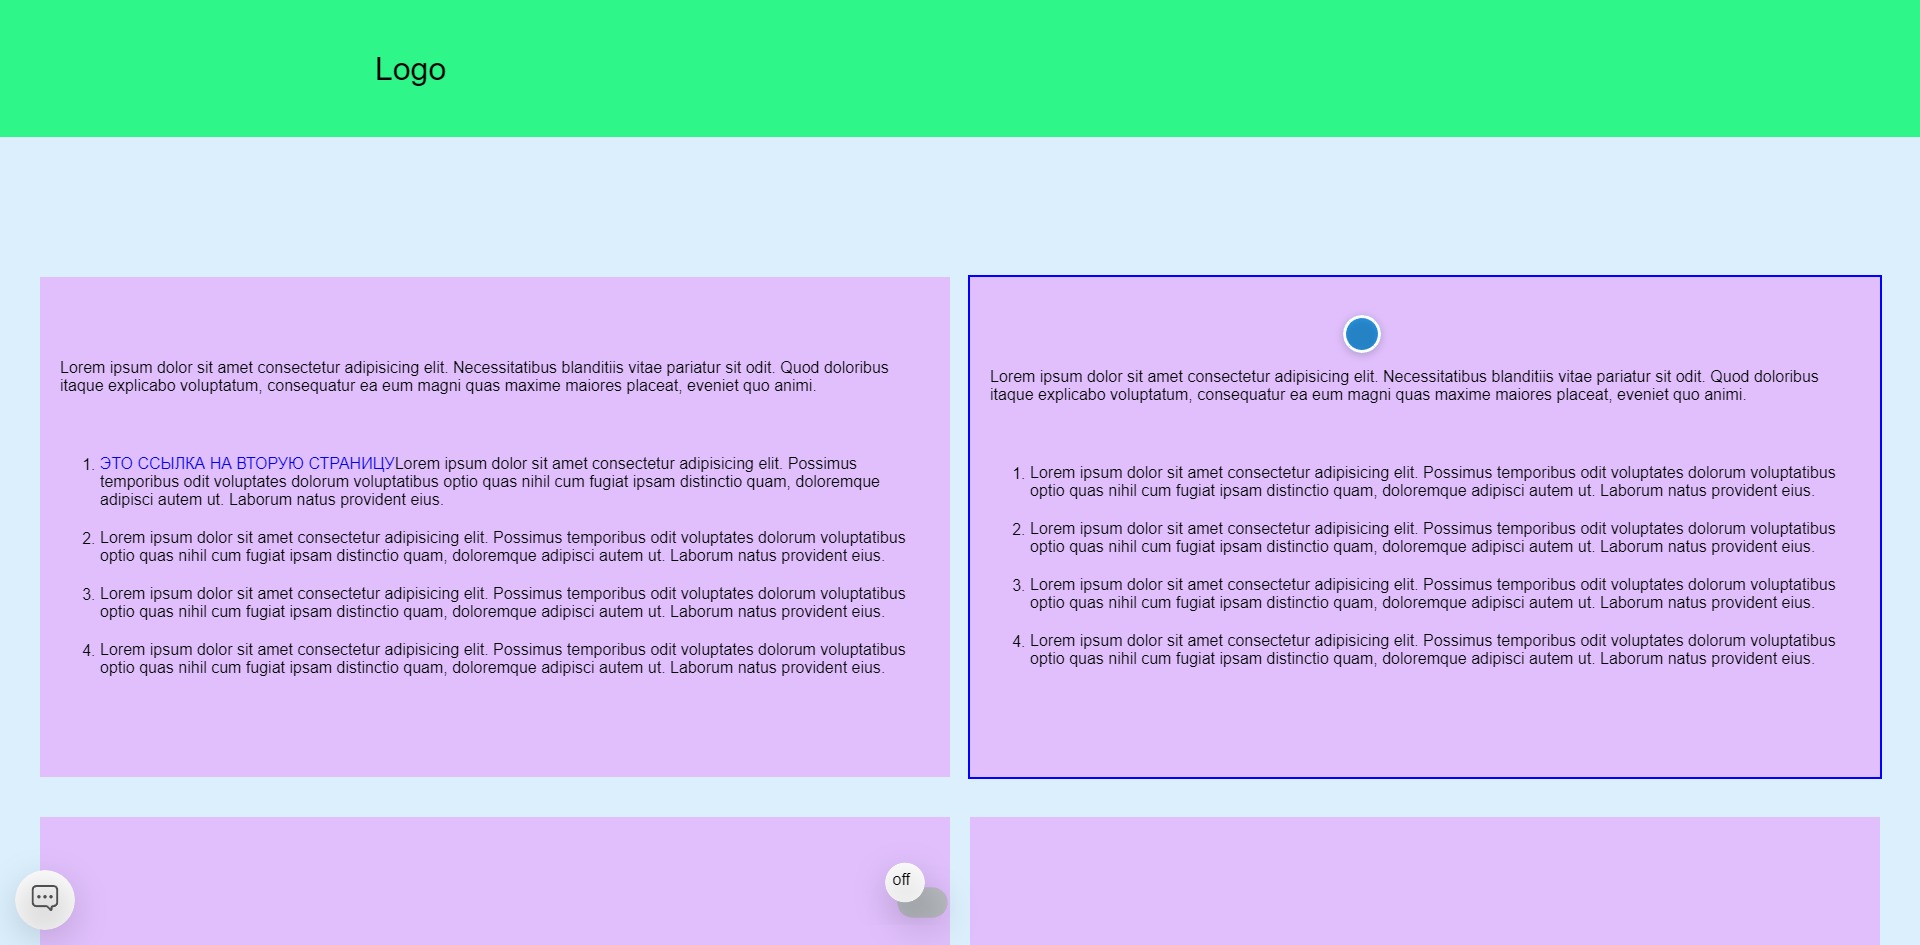 Logo
Lorem ipsum dolor sit amet consectetur adipisicing elit. Necessitatibus blanditiis vitae pariatur sit odit. Quod doloribus
itaque explicabo voluptatum, consequatur ea eum magni quas maxime maiores placeat, eveniet quo animi.
1. ЭТО ССЫЛКА НА ВТОРУЮ СТРАНИЦУLorem ipsum dolor sit amet consectetur adipisicing elit. Possimus
temporibus odit voluptates dolorum voluptatibus optio quas nihil cum fugiat ipsam distinctio quam, doloremque
adipisci autem ut. Laborum natus provident eius.
2. Lorem ipsum dolor sit amet consectetur adipisicing elit. Possimus temporibus odit voluptates dolorum voluptatibus
optio quas nihil cum fugiat ipsam distinctio quam, doloremque adipisci autem ut. Laborum natus provident eius.
3. Lorem ipsum dolor sit amet consectetur adipisicing elit. Possimus temporibus odit voluptates dolorum voluptatibus
optio quas nihil cum fugiat ipsam distinctio quam, doloremque adipisci autem ut. Laborum natus provident eius.
4. Lorem ipsum dolor sit amet consectetur adipisicing elit. Possimus temporibus odit voluptates dolorum voluptatibus
optio quas nihil cum fugiat ipsam distinctio quam, doloremque adipisci autem ut. Laborum natus provident eius.
Lorem ipsum dolor sit amet consectetur adipisicing elit. Necessitatibus blanditiis vitae pariatur sit odit. Quod doloribus
itaque explicabo voluptatum, consequatur ea eum magni quas maxime maiores placeat, eveniet quo animi.
1. Lorem ipsum dolor sit amet consectetur adipisicing elit. Possimus temporibus odit voluptates dolorum voluptatibus
optio quas nihil cum fugiat ipsam distinctio quam, doloremque adipisci autem ut. Laborum natus provident eius.
2. Lorem ipsum dolor sit amet consectetur adipisicing elit. Possimus temporibus odit voluptates dolorum voluptatibus
optio quas nihil cum fugiat ipsam distinctio quam, doloremque adipisci autem ut. Laborum natus provident eius.
3. Lorem ipsum dolor sit amet consectetur adipisicing elit. Possimus temporibus odit voluptates dolorum voluptatibus
optio quas nihil cum fugiat ipsam distinctio quam, doloremque adipisci autem ut. Laborum natus provident eius.
4. Lorem ipsum dolor sit amet consectetur adipisicing elit. Possimus temporibus odit voluptates dolorum voluptatibus
optio quas nihil cum fugiat ipsam distinctio quam, doloremque adipisci autem ut. Laborum natus provident eius.
off